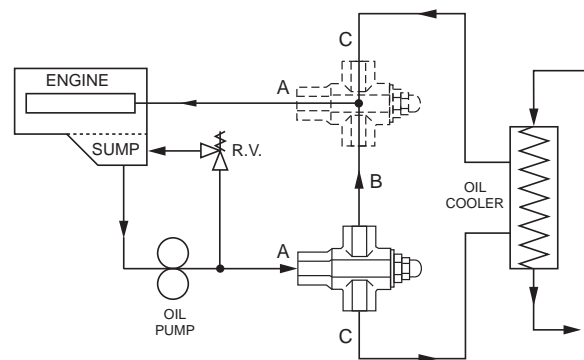 C
ENGINE
A
SUMP
R.V.
OIL
COOLER
B
A
OIL
PUMP
C